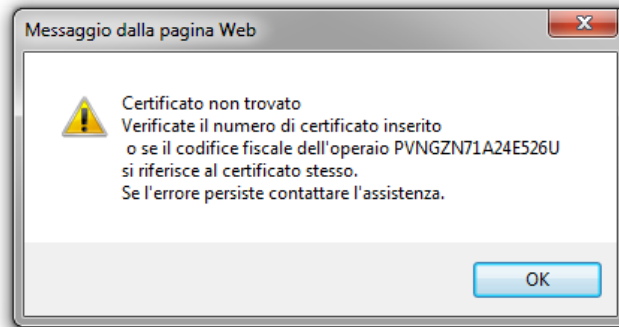 Messaggio dalla pagina Web
Certificato non trovato
Verificate il numero di certificato inserito
o se il codifice fiscale dell'operaio PVNGZN71A24E526U
si riferisce al certificato stesso.
Se l'errore persiste contattare l'assistenza.
OK